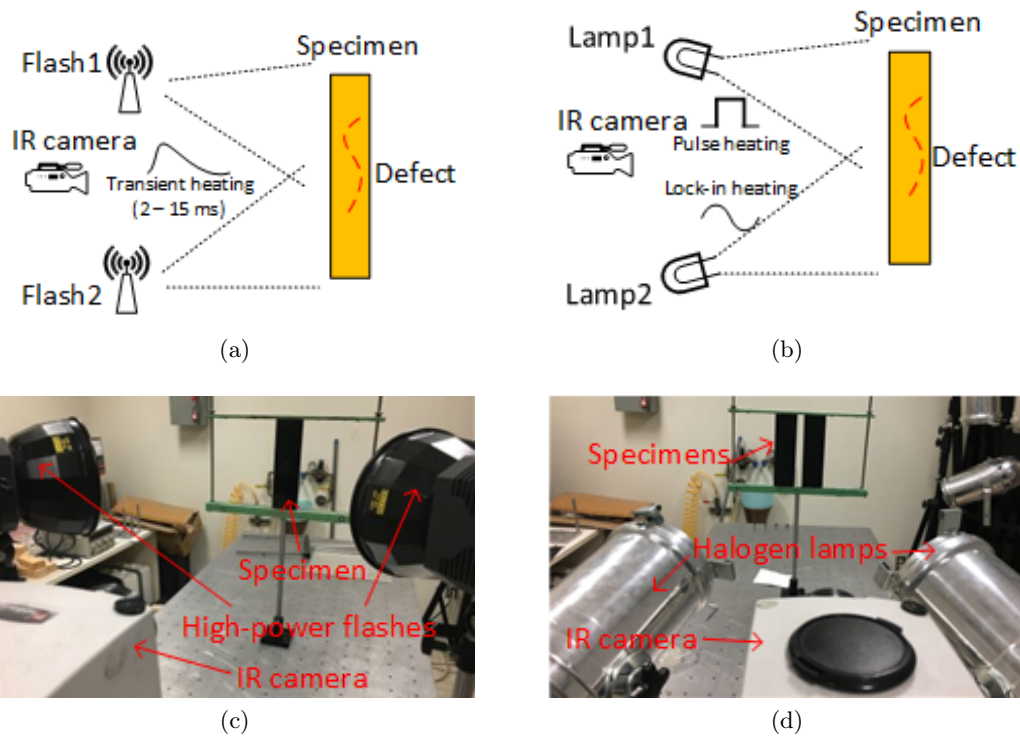 Flash1
Specimen
IR camera
Transient heating
(2 – 15 ms)
Defect
Flash2
(a)
Lamp1
Specimen
IR camera
Pulse heating
Defect
Lock-in heating
Lamp2
(b)
Specimen
High-power flashes
IR camera
(c)
Specimens
Halogen lamps
IR camera
(d)